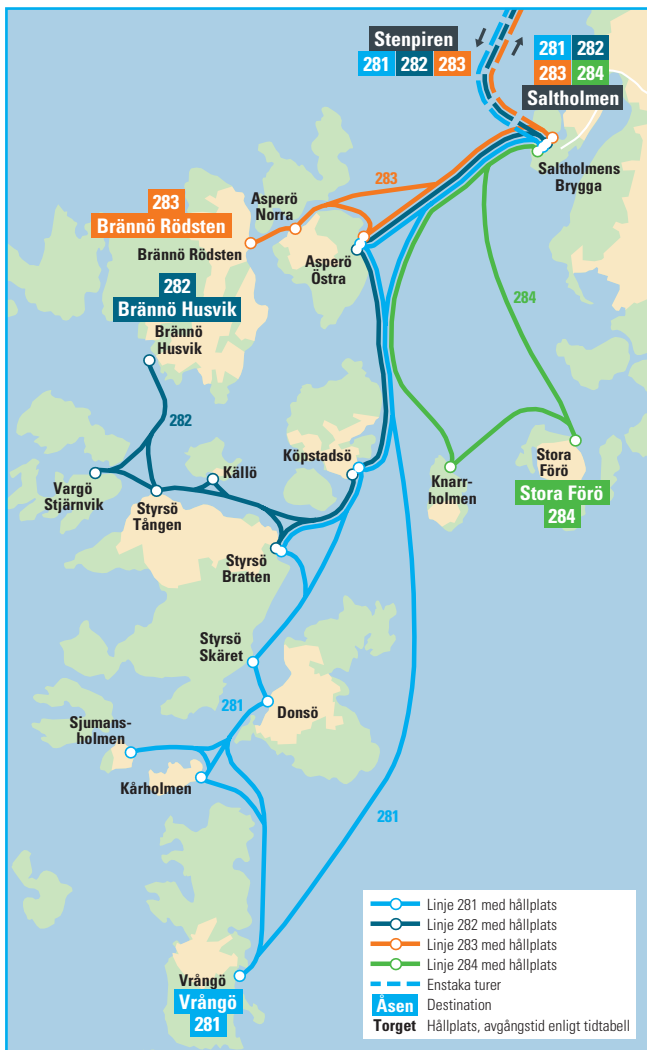 Stenpiren
281 282 283
281 282
283 284
Saltholmen
Saltholmens
Brygga
283
283
Brännö Rödsten
Asperö
Norra
Brännö Rödsten
Asperö
Östra
282
Brännö Husvik
Brännö
Husvik
284
282
Vargö
Stjärnvik
Källö
Styrsö
Tången
Köpstadsö
Knarr-
holmen
Stora
Förö
Stora Förö
284
Styrsö
Bratten
Styrsö
Skäret
281
Donsö
Sjumans-
holmen
Kårholmen
281
Vrångö
Vrångö
281
Linje 281 med hållplats
Linje 282 med hållplats
Linje 283 med hållplats
Linje 284 med hållplats
Enstaka turer
Åsen Destination
Torget Hållplats, avgångstid enligt tidtabell